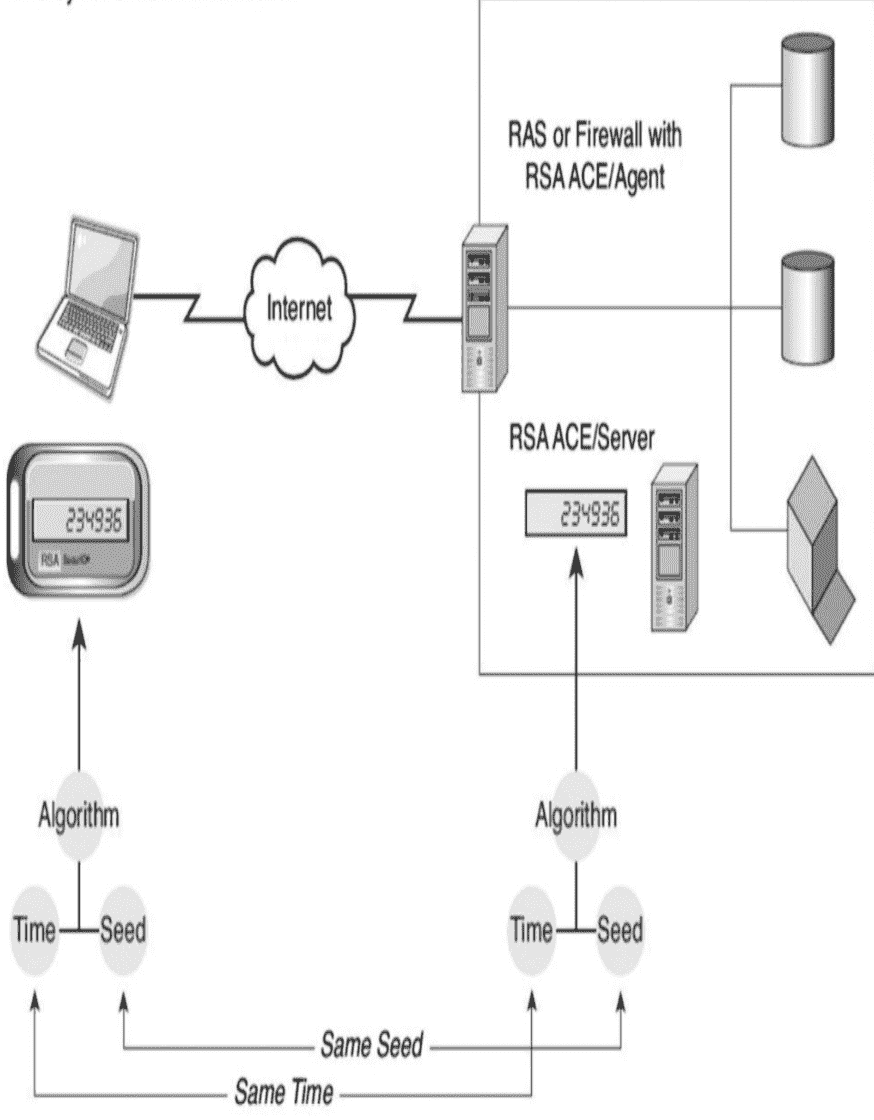 RAS or Firewall with
RSA ACE/Agent
Internet
RSA ACE/Server
234936
234936
RSA
Algorithm
Algorithm
Time
Seed
Time
Seed
Same Seed
Same Time